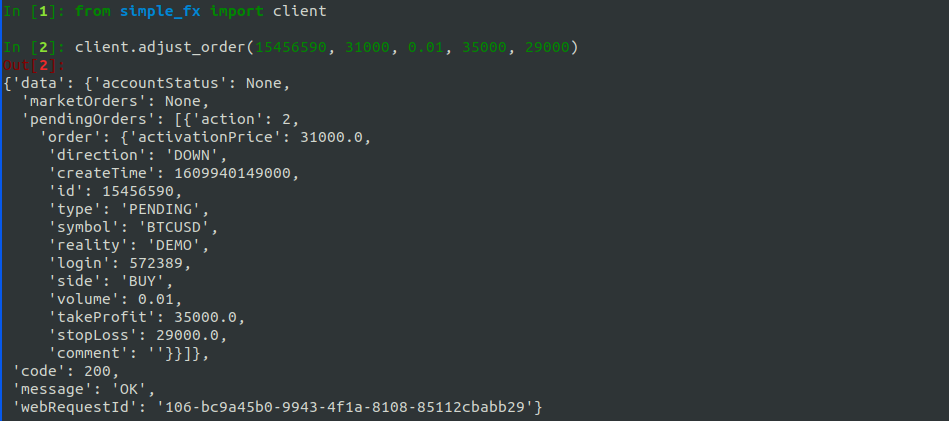 In [1]: from simple_fx import client
In [2]: client.adjust_order(15456590, 31000, 0.01, 35000, 29000)
Out[2]:
{'data': {'accountStatus': None,
  'marketOrders': None,
  'pendingOrders': [{'action': 2,
    'order': {'activationPrice': 31000.0,
     'direction': 'DOWN',
     'createTime': 1609940149000,
     'id': 15456590,
     'type': 'PENDING',
     'symbol': 'BTCUSD',
     'reality': 'DEMO',
     'login': 572389,
     'side': 'BUY',
     'volume': 0.01,
     'takeProfit': 35000.0,
     'stopLoss': 29000.0,
     'comment': ''}}]},
 'code': 200,
 'message': 'OK',
 'webRequestId': '106-bc9a45b0-9943-4f1a-8108-85112cbabb29'}